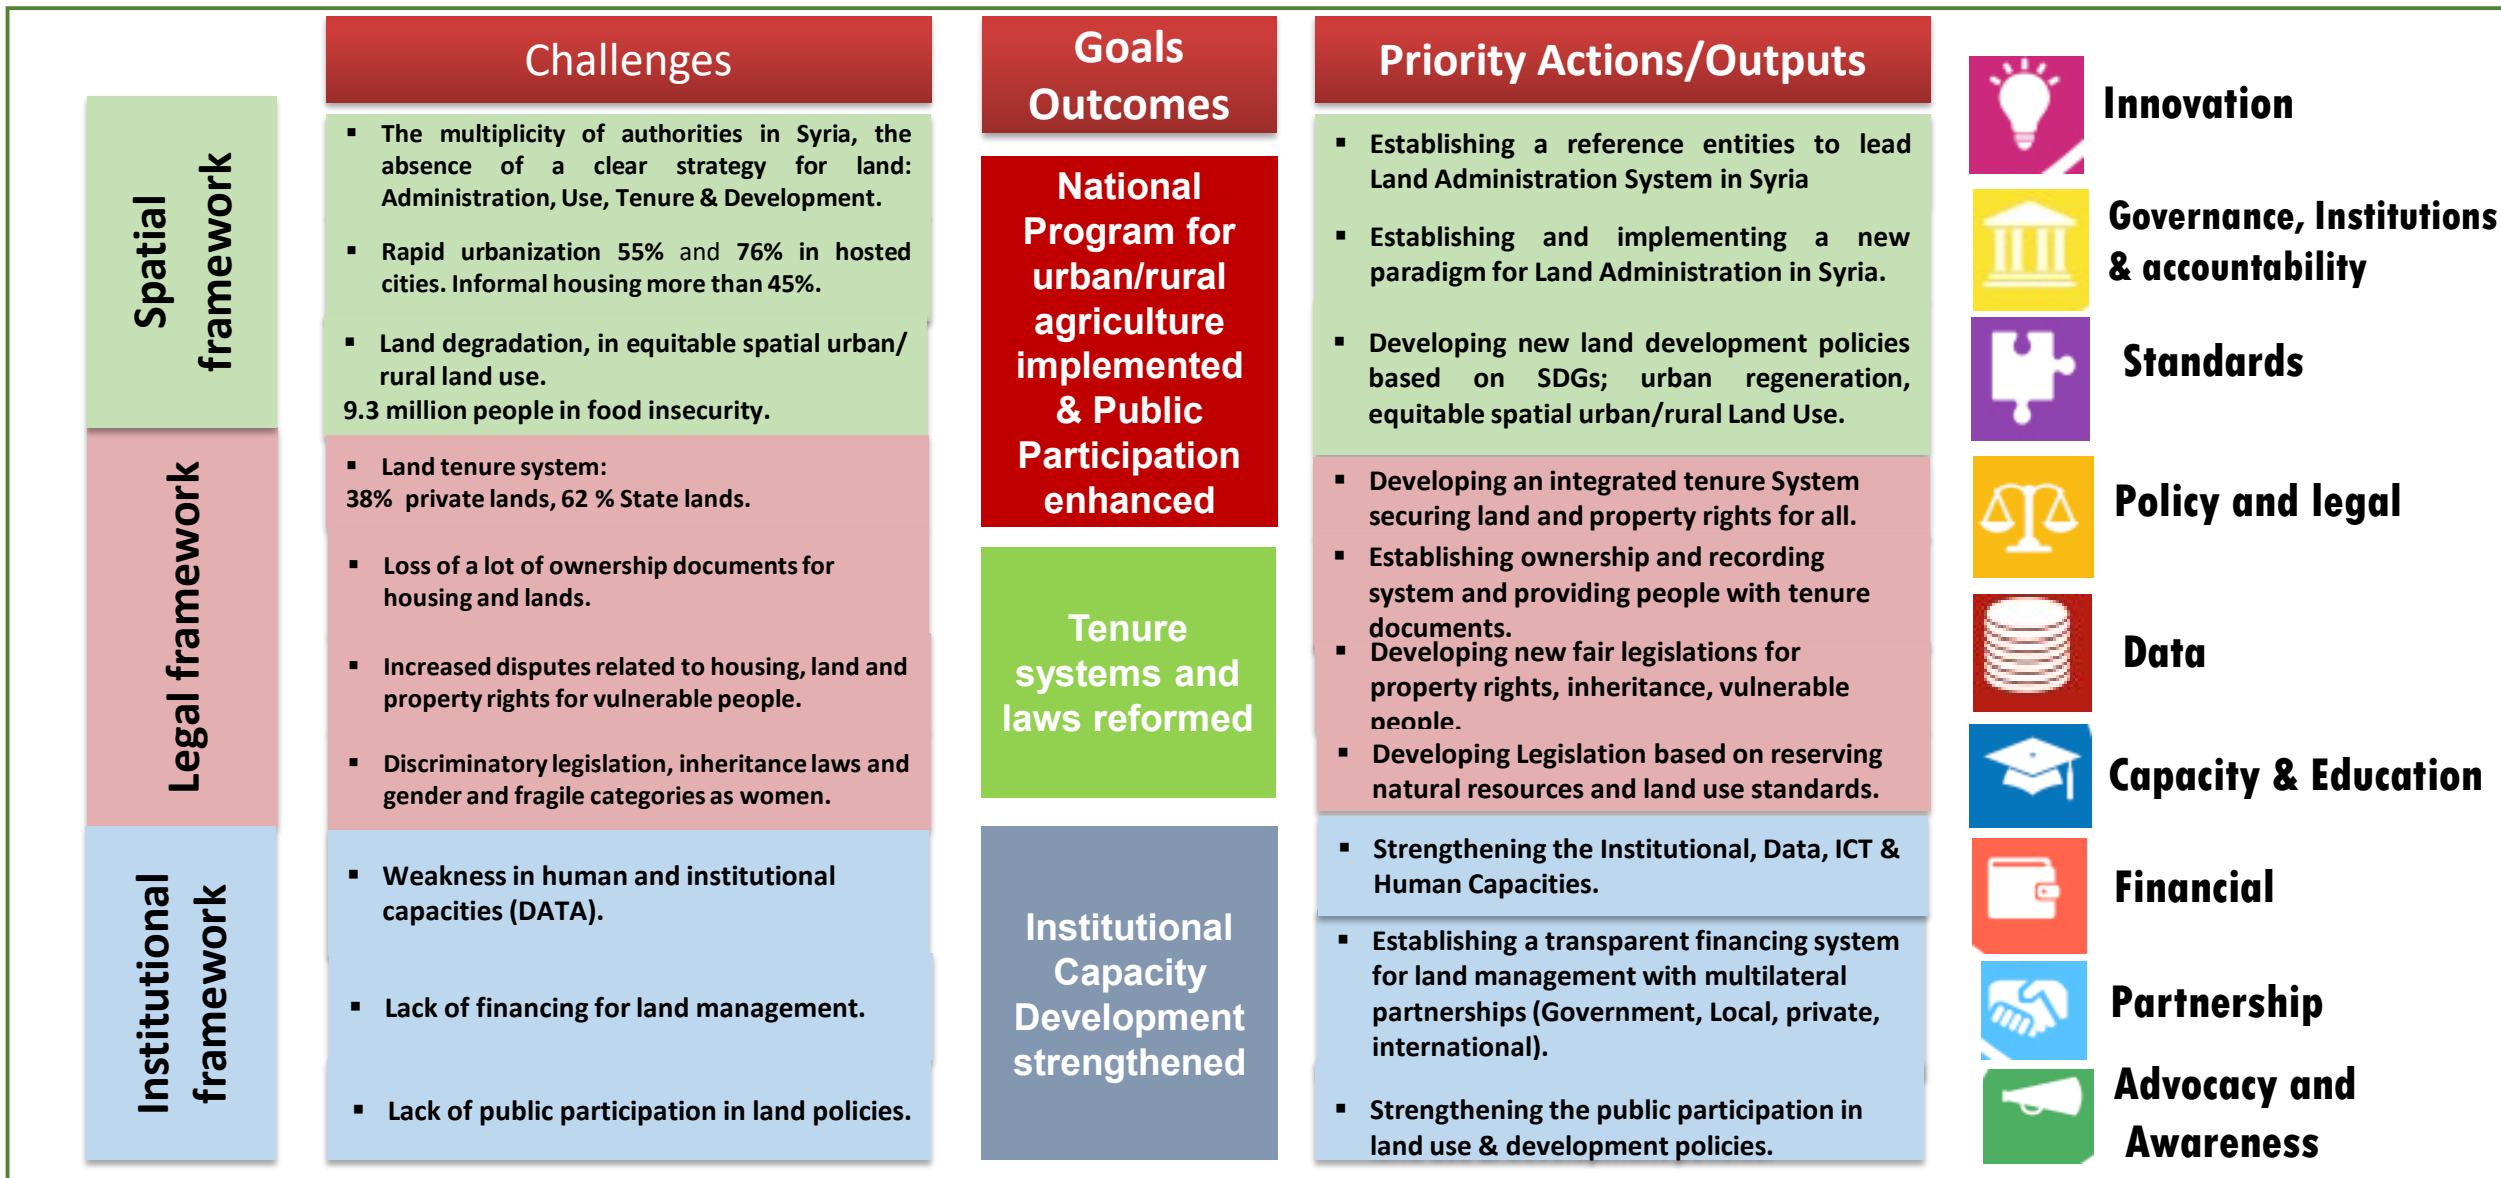 Challenges
Goals
Outcomes
Priority Actions/Outputs
Spatial
framework
▪ The multiplicity of authorities in Syria, the
absence of a clear strategy for land:
Administration, Use, Tenure & Development.
▪ Rapid urbanization 55% and 76% in hosted
cities. Informal housing more than 45%.
▪ Land degradation, in equitable spatial urban/
rural land use.
9.3 million people in food insecurity.
Legal framework
▪ Land tenure system:
38% private lands, 62 % State lands.
▪ Loss of a lot of ownership documents for
housing and lands.
▪ Increased disputes related to housing, land and
property rights for vulnerable people.
▪ Discriminatory legislation, inheritance laws and
gender and fragile categories as women.
Institutional
framework
▪ Weakness in human and institutional
capacities (DATA).
▪ Lack of financing for land management.
▪ Lack of public participation in land policies.
National
Program for
urban/rural
agriculture
implemented
& Public
Participation
enhanced
Tenure
systems and
laws reformed
Institutional
Capacity
Development
strengthened
▪ Establishing a reference entities to lead
Land Administration System in Syria
▪ Establishing and implementing a new
paradigm for Land Administration in Syria.
▪ Developing new land development policies
based on SDGs; urban regeneration,
equitable spatial urban/rural Land Use.
▪ Developing an integrated tenure System
securing land and property rights for all.
▪ Establishing ownership and recording
system and providing people with tenure
documents.
▪ Developing new fair legislations for
property rights, inheritance, vulnerable
people.
▪ Developing Legislation based on reserving
natural resources and land use standards.
▪ Strengthening the Institutional, Data, ICT &
Human Capacities.
▪ Establishing a transparent financing system
for land management with multilateral
partnerships (Government, Local, private,
international).
▪ Strengthening the public participation in
land use & development policies.
Innovation
Governance, Institutions
& accountability
Standards
Policy and legal
Data
Capacity & Education
Financial
Partnership
Advocacy and
Awareness